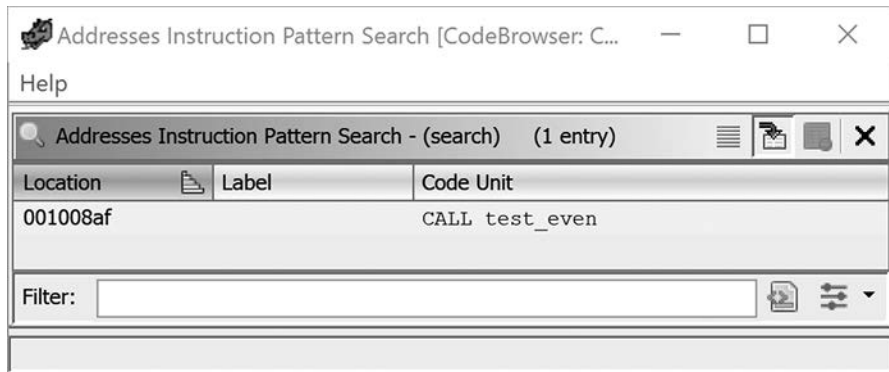 Addresses Instruction Pattern Search [CodeBrowser: C...
Help
Addresses Instruction Pattern Search - (search) (1 entry)
Location Label Code Unit
001008af CALL test_even
Filter: